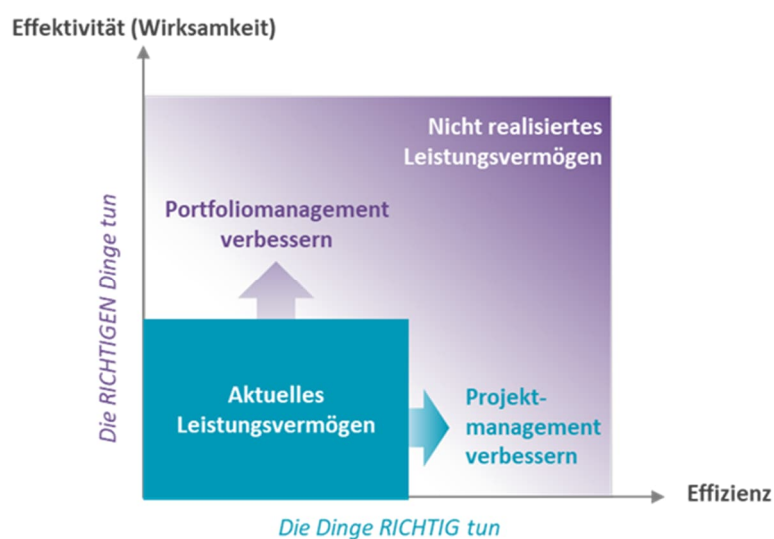 Effektivität (Wirksamkeit)
Nicht realisiertes
Leistungsvermögen
Portfoliomanagement
verbessern
Die RICHTIGEN Dinge tun
Aktuelles
Leistungsvermögen
Projekt-
management
verbessern
Effizienz
Die Dinge RICHTIG tun